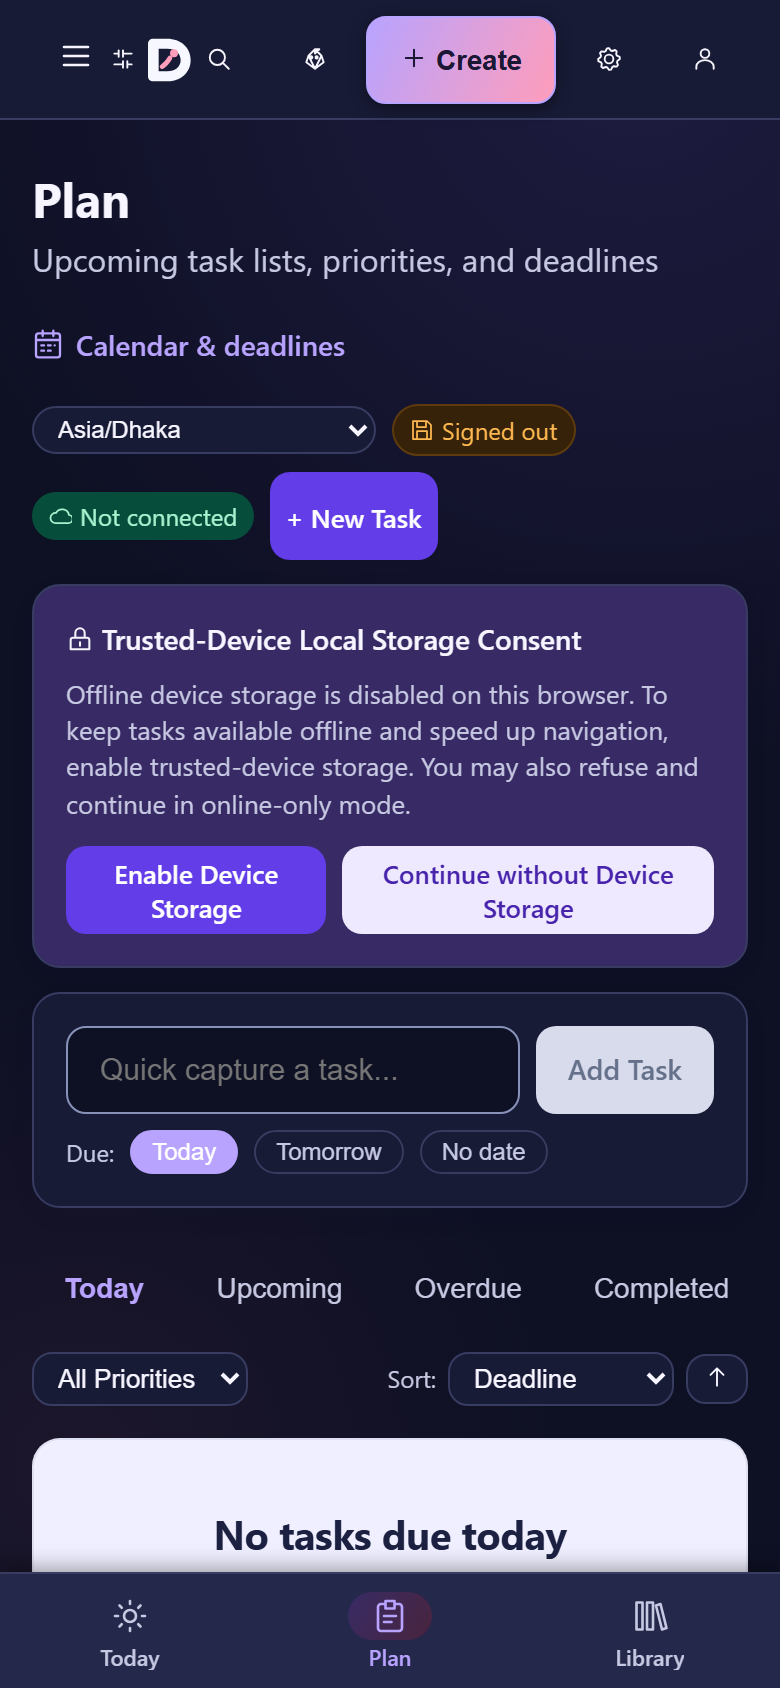 + Create
Plan
Upcoming task lists, priorities, and deadlines
Calendar & deadlines
Asia/Dhaka
Signed out
Not connected
+ New Task
Trusted-Device Local Storage Consent
Offline device storage is disabled on this browser. To
keep tasks available offline and speed up navigation,
enable trusted-device storage. You may also refuse and
continue in online-only mode.
Enable Device
Storage
Continue without Device
Storage
Quick capture a task...
Add Task
Due: Today Tomorrow No date
Today Upcoming Overdue Completed
All Priorities Sort: Deadline ↑
No tasks due today
Today Plan Library